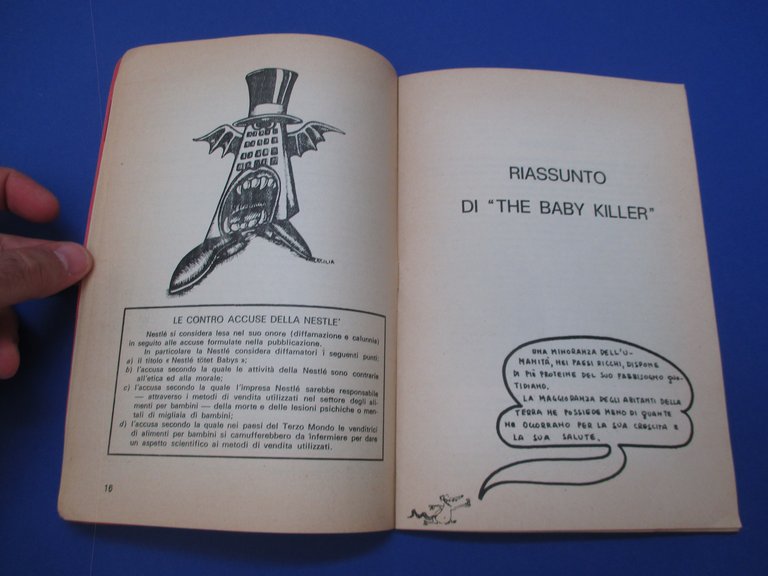 CECILIA
LE CONTRO ACCUSE DELLA NESTLE'
Nestlé si considera lesa nel suo onore (diffamazione e calunnia)
in seguito alle accuse formulate nella pubblicazione.
In particolare la Nestlé considera diffamatori i seguenti punti:
a) il titolo « Nestlé tötet Babys »;
b) l'accusa secondo la quale le attività della Nestlé sono contrarie
all'etica ed alla morale;
c) l'accusa secondo la quale l'impresa Nestlé sarebbe responsabile
— attraverso i metodi di vendita utilizzati nel settore degli ali-
menti per bambini — della morte e delle lesioni psichiche o men-
tali di migliaia di bambini;
d) l'accusa secondo la quale nei paesi del Terzo Mondo le venditrici
di alimenti per bambini si camufferebbero da infermiere per dare
un aspetto scientifico ai metodi di vendita utilizzati.
16
RIASSUNTO
DI "THE BABY KILLER"
UNA MINORANZA DELL'U-
MANITÀ, NEI PAESI RICCHI, DISPONE
DI PIÙ PROTEINE DEL SUO FABBISOGNO QUO-
TIDIANO.
LA MAGGIORANZA DEGLI ABITANTI DELLA
TERRA NE POSSIEDE MENO DI QUANTE
NE OCCORRANO PER LA SUA CRESCITA E
LA SUA SALUTE.